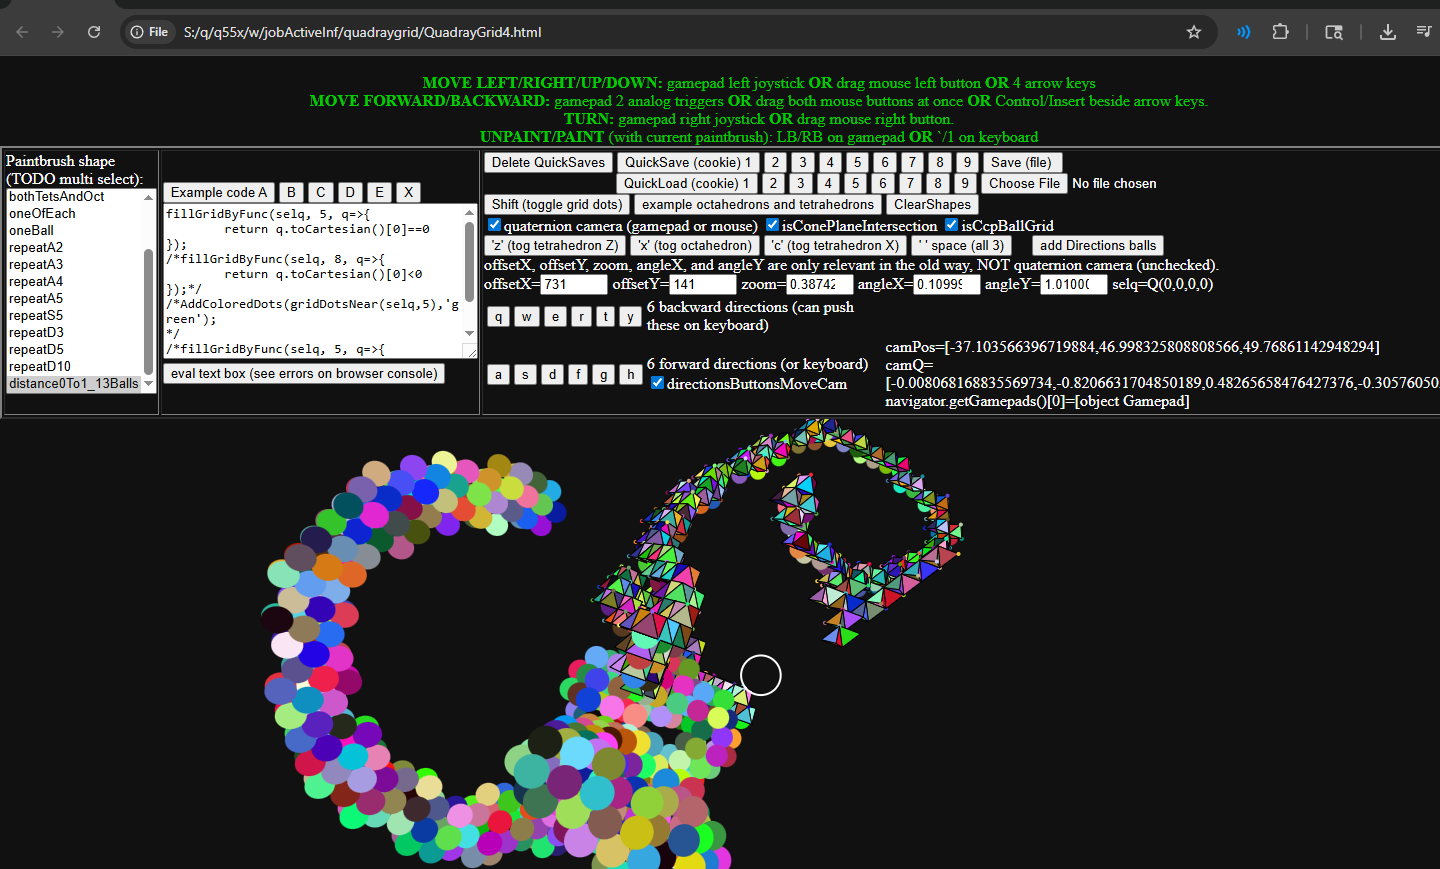 File
S:/q/q55x/w/jobActiveInf/quadraygrid/QuadrayGrid4.html
MOVE LEFT/RIGHT/UP/DOWN: gamepad left joystick OR drag mouse left button OR 4 arrow keys
MOVE FORWARD/BACKWARD: gamepad 2 analog triggers OR drag both mouse buttons at once OR Control/Insert beside arrow keys.
TURN: gamepad right joystick OR drag mouse right button.
UNPAINT/PAINT (with current paintbrush): LB/RB on gamepad OR `/1 on keyboard
Paintbrush shape
(TODO multi select):
bothTetsAndOct
oneOfEach
oneBall
repeatA2
repeatA3
repeatA4
repeatA5
repeatS5
repeatD3
repeatD5
repeatD10
distance0To1_13Balls
Example code A B C D E X
fillGridByFunc(selq, 5, q=>{
return q.toCartesian()[0]==0
});
/*fillGridByFunc(selq, 8, q=>{
return q.toCartesian()[0]<0
});*/
/*AddColoredDots(gridDotsNear(selq,5),'g
reen');
*/
/*fillGridByFunc(selq, 5, q=>{
eval text box (see errors on browser console)
Delete QuickSaves QuickSave (cookie) 1 2 3 4 5 6 7 8 9 Save (file)
QuickLoad (cookie) 1 2 3 4 5 6 7 8 9 Choose File No file chosen
Shift (toggle grid dots) example octahedrons and tetrahedrons ClearShapes
quaternion camera (gamepad or mouse) isConePlaneIntersection isCcpBallGrid
'z' (tog tetrahedron Z) 'x' (tog octahedron) 'c' (tog tetrahedron X) ' ' space (all 3) add Directions balls
offsetX, offsetY, zoom, angleX, and angleY are only relevant in the old way, NOT quaternion camera (unchecked).
offsetX=731 offsetY=141 zoom=0.38742 angleX=0.10999 angleY=1.01000 selq=Q(0,0,0,0)
q w e r t y 6 backward directions (can push
these on keyboard)
a s d f g h 6 forward directions (or keyboard)
directionsButtonsMoveCam
camPos=[-37.103566396719884,46.998325808808566,49.76861142948294]
camQ=
[-0.008068168835569734,-0.8206631704850189,0.48265658476427376,-0.30576050
navigator.getGamepads()[0]=[object Gamepad]